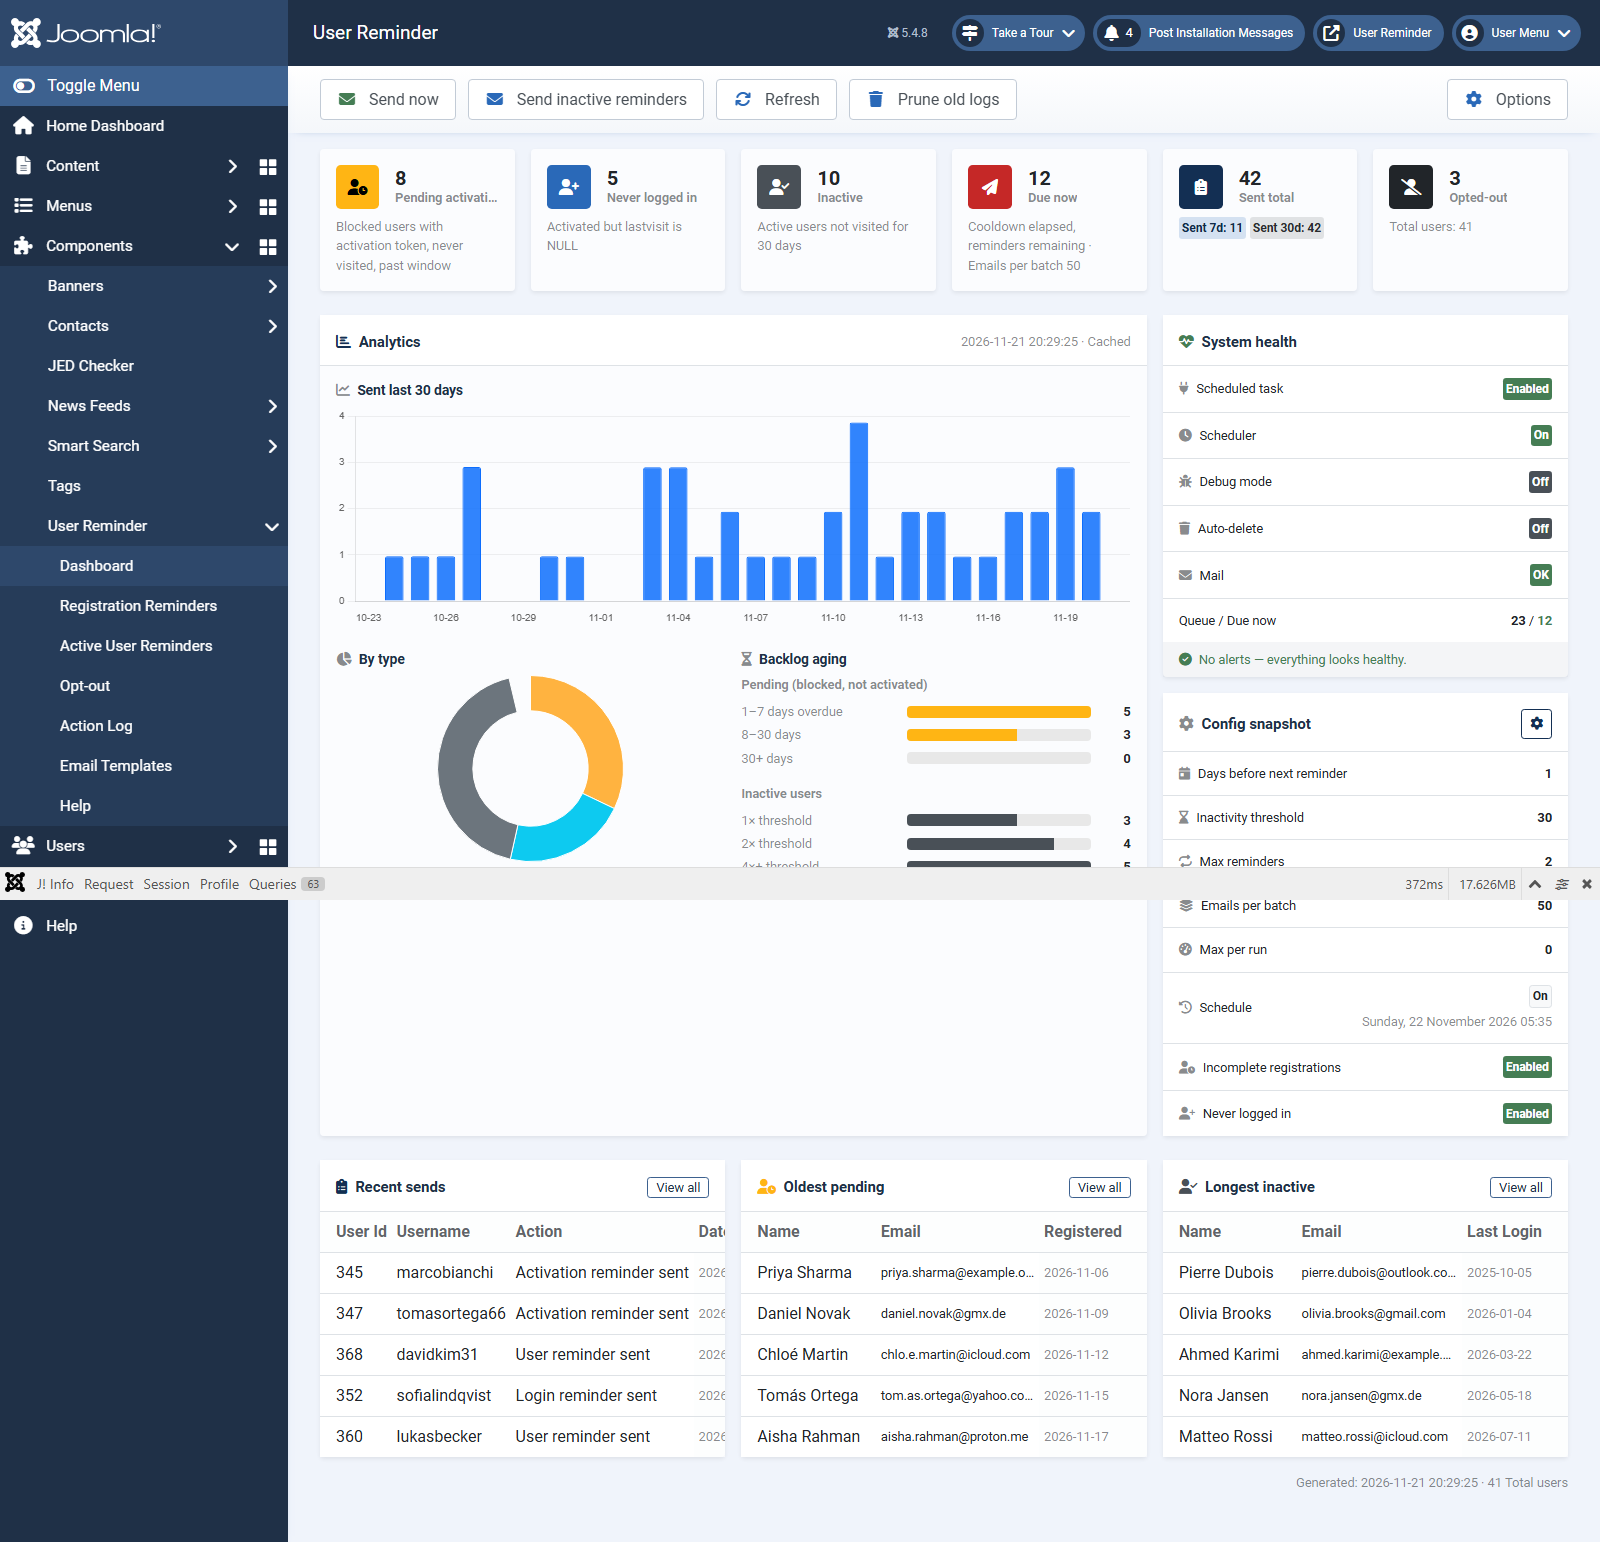 Joomla!®
User Reminder
5.4.8
Take a Tour
4 Post Installation Messages
User Reminder
User Menu
Toggle Menu
Home Dashboard
Content
Menus
Components
Banners
Contacts
JED Checker
News Feeds
Smart Search
Tags
User Reminder
Dashboard
Registration Reminders
Active User Reminders
Opt-out
Action Log
Email Templates
Help
Users
Help
Send now
Send inactive reminders
Refresh
Prune old logs
Options
8
Pending activati...
Blocked users with
activation token, never
visited, past window
5
Never logged in
Activated but lastvisit is
NULL
10
Inactive
Active users not visited for
30 days
12
Due now
Cooldown elapsed,
reminders remaining ·
Emails per batch 50
42
Sent total
Sent 7d: 11 Sent 30d: 42
3
Opted-out
Total users: 41
Analytics
2026-11-21 20:29:25 · Cached
Sent last 30 days
4
3
2
1
0
10-23 10-26 10-29 11-01 11-04 11-07 11-10 11-13 11-16 11-19
By type
Backlog aging
Pending (blocked, not activated)
1–7 days overdue 5
8–30 days 3
30+ days 0
Inactive users
1× threshold 3
2× threshold 4
4×+ threshold 5
System health
Scheduled task Enabled
Scheduler On
Debug mode Off
Auto-delete Off
Mail OK
Queue / Due now 23 / 12
No alerts — everything looks healthy.
Config snapshot
Days before next reminder 1
Inactivity threshold 30
Max reminders 2
Emails per batch 50
Max per run 0
Schedule On
Sunday, 22 November 2026 05:35
Incomplete registrations Enabled
Never logged in Enabled
J! Info Request Session Profile Queries 63
372ms 17.626MB
Recent sends View all
User Id Username Action Date
345 marcobianchi Activation reminder sent 2026
347 tomasortega66 Activation reminder sent 2026
368 davidkim31 User reminder sent 2026
352 sofialindqvist Login reminder sent 2026
360 lukasbecker User reminder sent 2026
Oldest pending View all
Name Email Registered
Priya Sharma priya.sharma@example.o... 2026-11-06
Daniel Novak daniel.novak@gmx.de 2026-11-09
Chloé Martin chlo.e.martin@icloud.com 2026-11-12
Tomás Ortega tom.as.ortega@yahoo.co... 2026-11-15
Aisha Rahman aisha.rahman@proton.me 2026-11-17
Longest inactive View all
Name Email Last Login
Pierre Dubois pierre.dubois@outlook.co... 2025-10-05
Olivia Brooks olivia.brooks@gmail.com 2026-01-04
Ahmed Karimi ahmed.karimi@example.... 2026-03-22
Nora Jansen nora.jansen@gmx.de 2026-05-18
Matteo Rossi matteo.rossi@icloud.com 2026-07-11
Generated: 2026-11-21 20:29:25 · 41 Total users